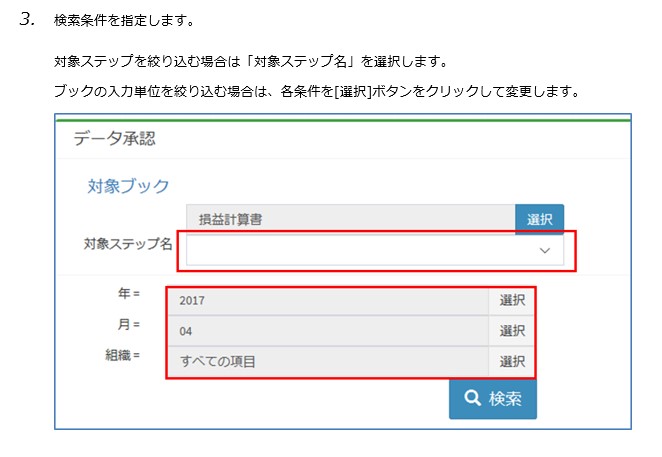 3. 検索条件を指定します。
対象ステップを絞り込む場合は「対象ステップ名」を選択します。
ブックの入力単位を絞り込む場合は、各条件を[選択]ボタンをクリックして変更します。
データ承認
対象ブック
損益計算書 選択
対象ステップ名
年 = 2017 選択
月 = 04 選択
組織 = すべての項目 選択
検索